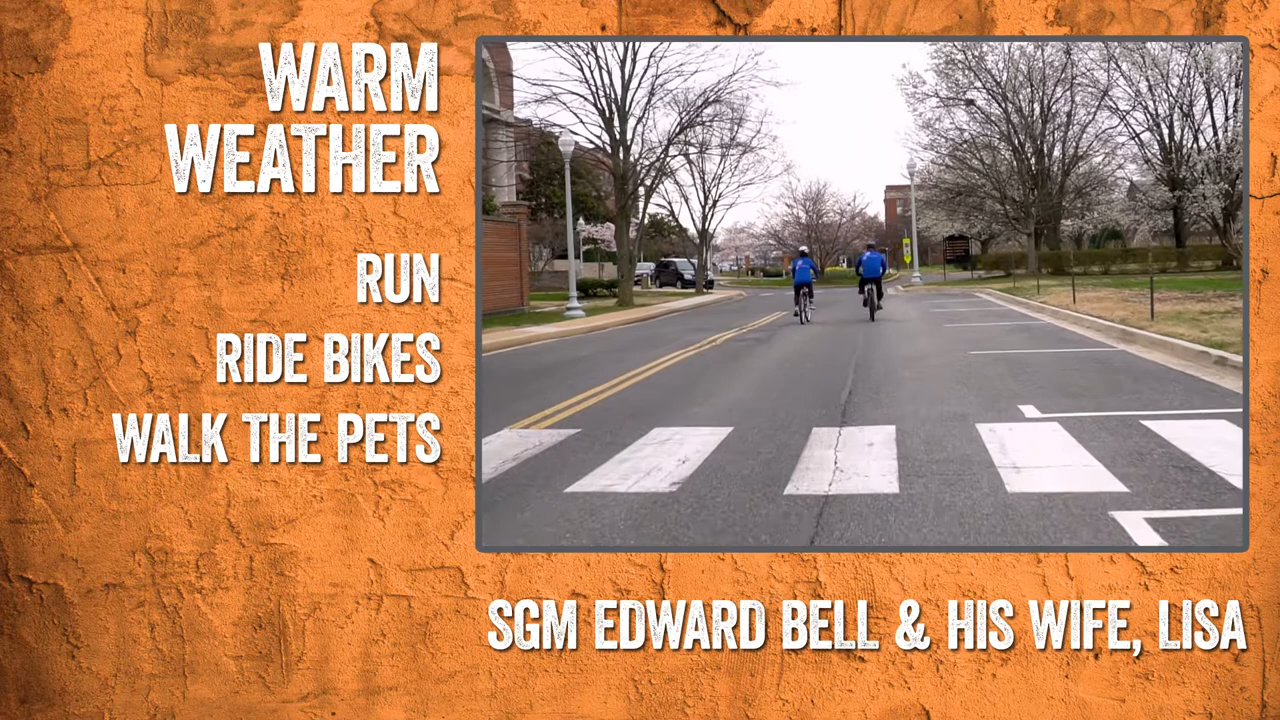 WARM
WEATHER
RUN
RIDE BIKES
WALK THE PETS
SGM EDWARD BELL & HIS WIFE, LISA